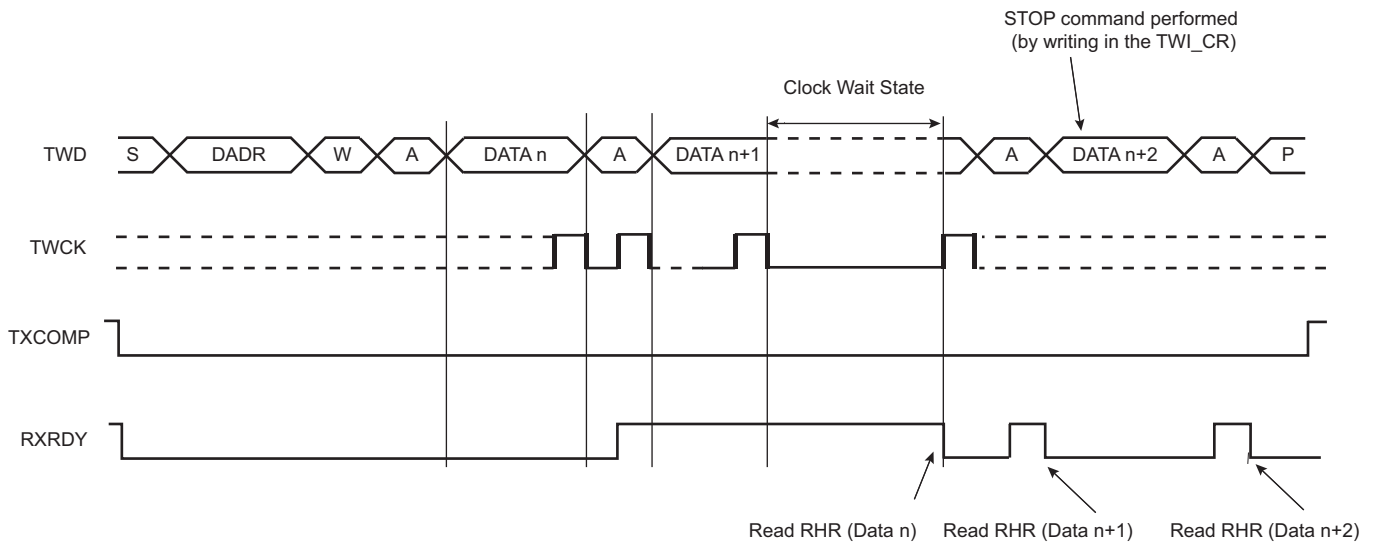 STOP command performed
(by writing in the TWI_CR)
Clock Wait State
TWD S DADR W A DATA n A DATA n+1 A DATA n+2 A P
TWCK
TXCOMP
RXRDY
Read RHR (Data n) Read RHR (Data n+1) Read RHR (Data n+2)